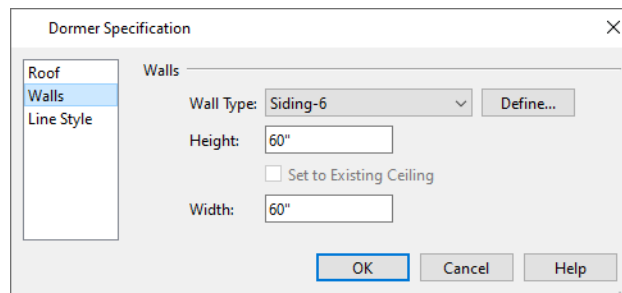 Dormer Specification
Roof
Walls
Line Style
Walls
Wall Type: Siding-6 Define...
Height: 60"
Set to Existing Ceiling
Width: 60"
OK Cancel Help